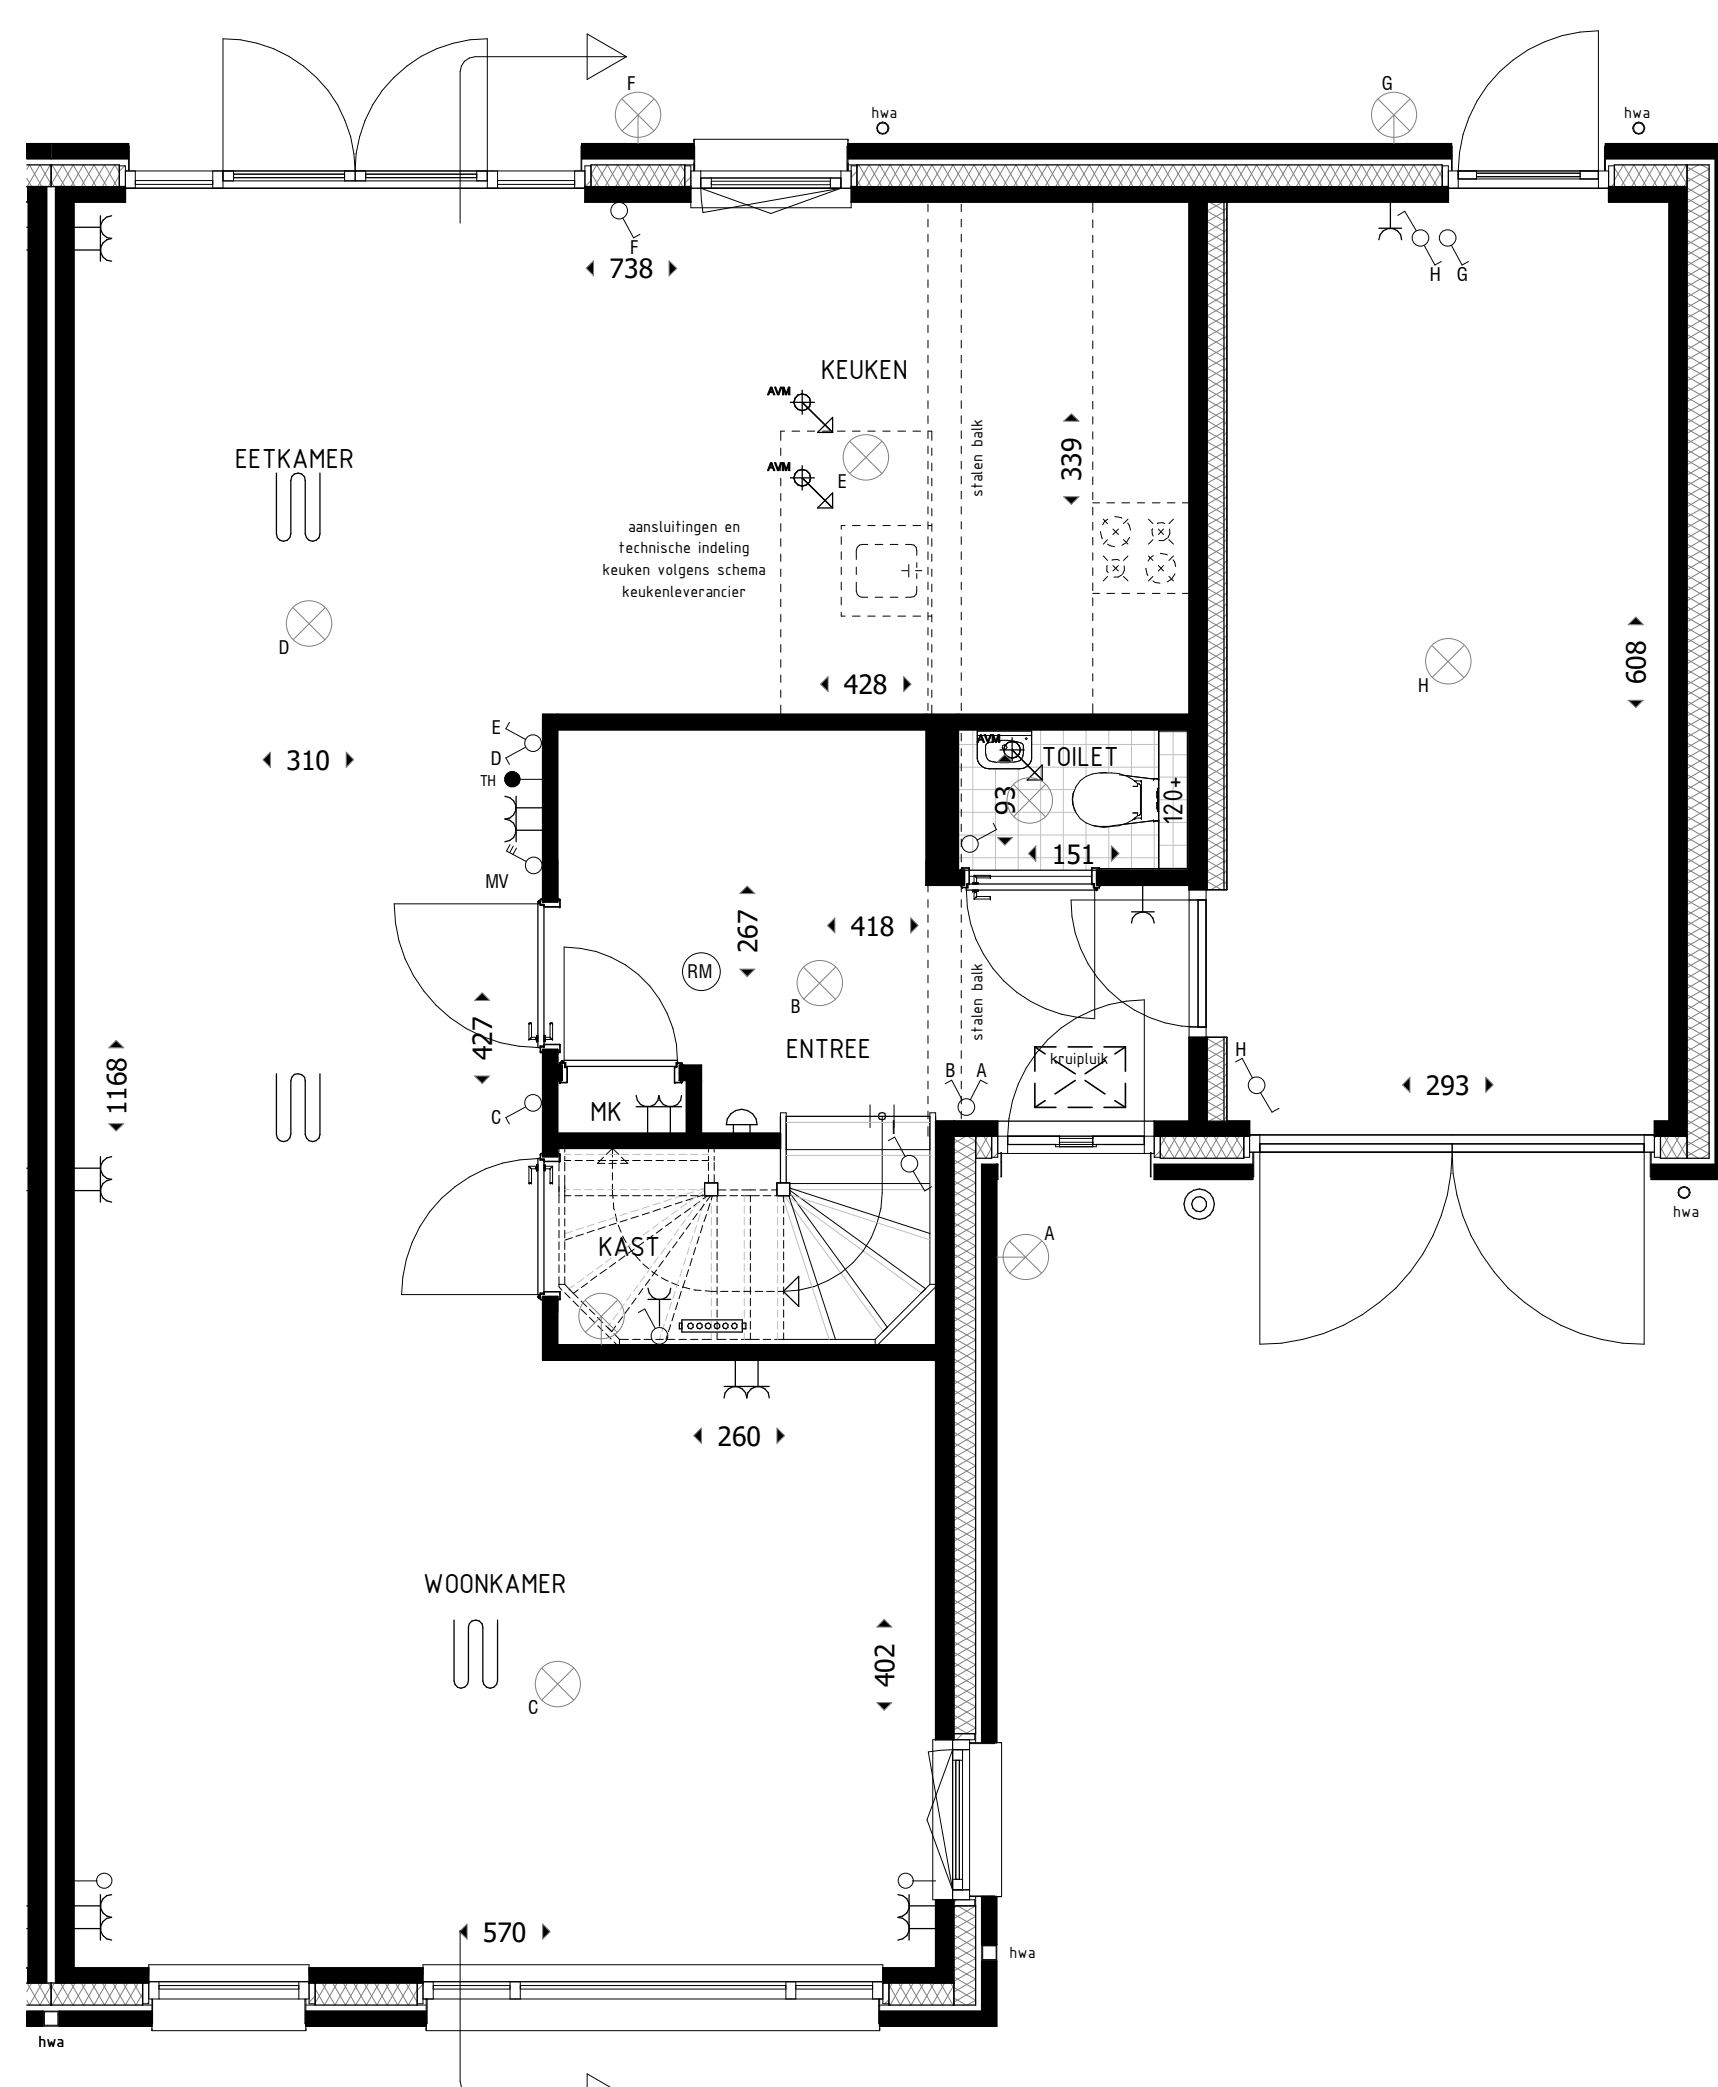 F
G
hwa
hwa
F
738
H
G
KEUKEN
AVM
EETKAMER
stalen balk
339
AVM
E
aansluitingen en
technische indeling
keuken volgens schema
keukenleverancier
D
608
H
428
E
D
310
TH
AVM
TOILET
93
120+
151
MV
267
418
RM
B
stalen balk
427
ENTREE
kruipluik
H
1168
B
A
293
MK
C
hwa
KAST
A
260
WOONKAMER
402
C
570
hwa
hwa